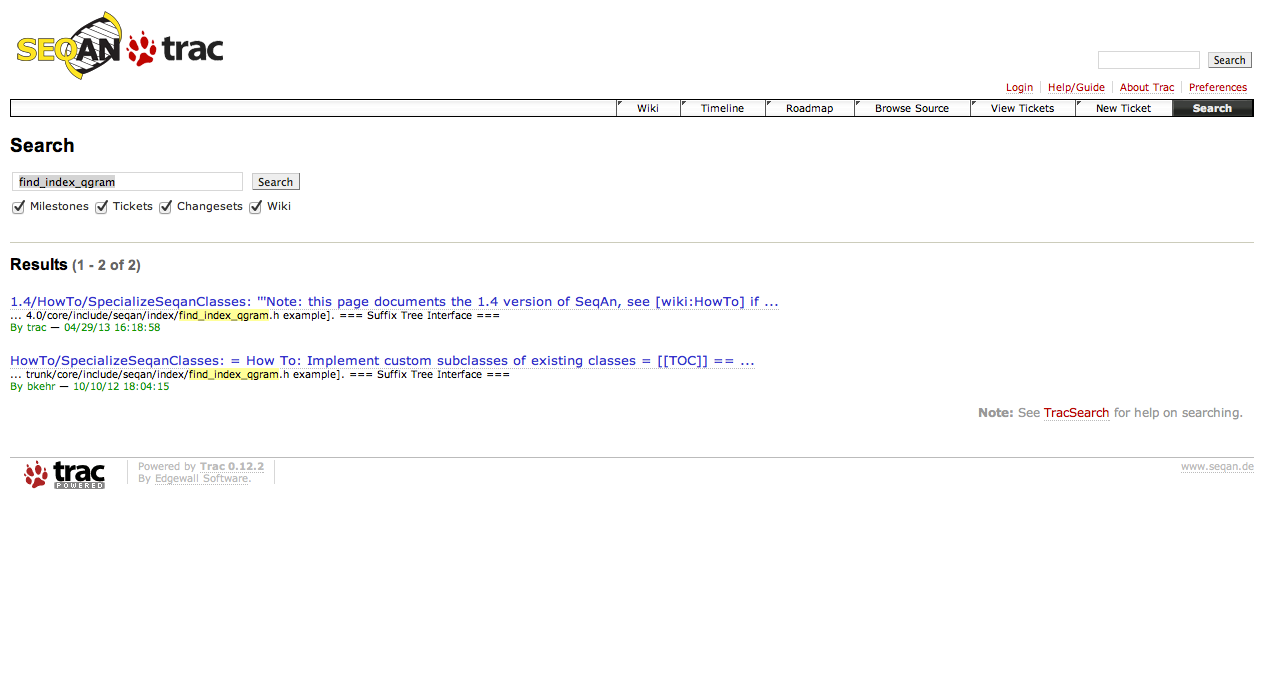 SEQAN trac
Search
Login Help/Guide About Trac Preferences
Wiki Timeline Roadmap Browse Source View Tickets New Ticket Search
Search
find_index_qgram Search
Milestones Tickets Changesets Wiki
Results (1 - 2 of 2)
1.4/HowTo/SpecializeSeqanClasses: '''Note: this page documents the 1.4 version of SeqAn, see [wiki:HowTo] if ...
... 4.0/core/include/seqan/index/find_index_qgram.h example]. === Suffix Tree Interface ===
By trac — 04/29/13 16:18:58
HowTo/SpecializeSeqanClasses: = How To: Implement custom subclasses of existing classes = [[TOC]] == ...
... trunk/core/include/seqan/index/find_index_qgram.h example]. === Suffix Tree Interface ===
By bkehr — 10/10/12 18:04:15
Note: See TracSearch for help on searching.
trac POWERED
Powered by Trac 0.12.2
By Edgewall Software.
www.seqan.de